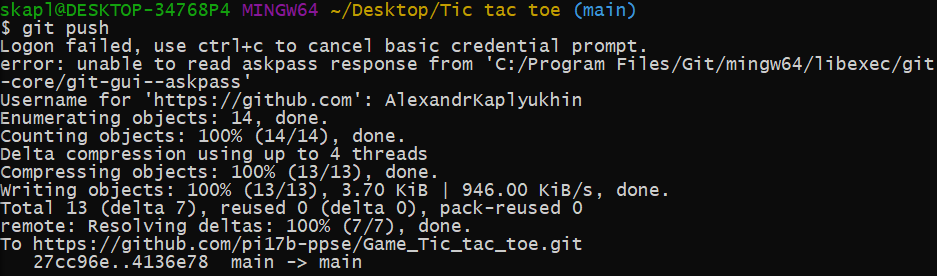 skapl@DESKTOP-34768P4 MINGW64 ~/Desktop/Tic tac toe (main)
$ git push
Logon failed, use ctrl+c to cancel basic credential prompt.
error: unable to read askpass response from 'C:/Program Files/Git/mingw64/libexec/git
-core/git-gui--askpass'
Username for 'https://github.com': AlexandrKaplyukhin
Enumerating objects: 14, done.
Counting objects: 100% (14/14), done.
Delta compression using up to 4 threads
Compressing objects: 100% (13/13), done.
Writing objects: 100% (13/13), 3.70 KiB | 946.00 KiB/s, done.
Total 13 (delta 7), reused 0 (delta 0), pack-reused 0
remote: Resolving deltas: 100% (7/7), done.
To https://github.com/pi17b-ppse/Game_Tic_tac_toe.git
   27cc96e..4136e78  main -> main